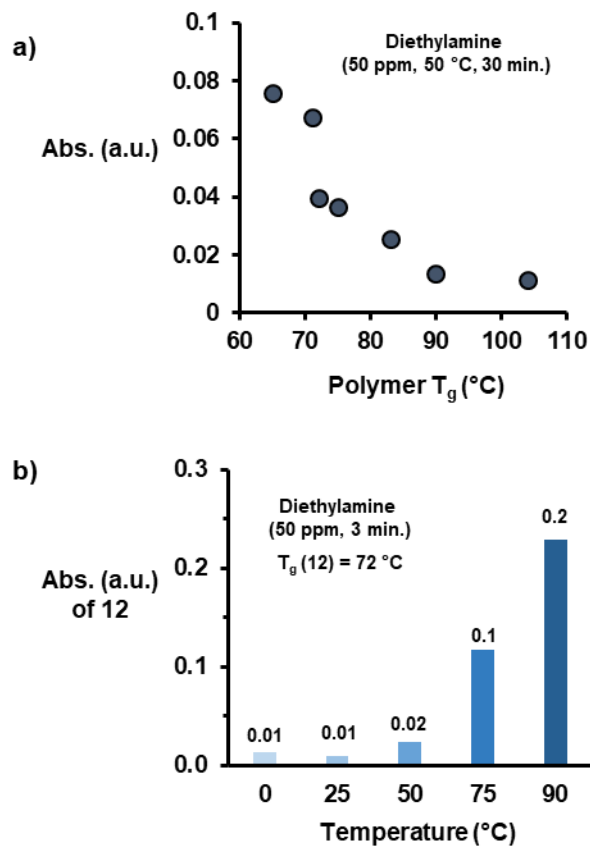 a)
0.1
0.08
0.06
0.04
0.02
0
Abs. (a.u.)
Diethylamine
(50 ppm, 50 °C, 30 min.)
60 70 80 90 100 110
Polymer Tg (°C)
b)
0.3
0.2
0.1
0.0
Abs. (a.u.)
of 12
Diethylamine
(50 ppm, 3 min.)
Tg (12) = 72 °C
0.01 0.01 0.02 0.1 0.2
0 25 50 75 90
Temperature (°C)